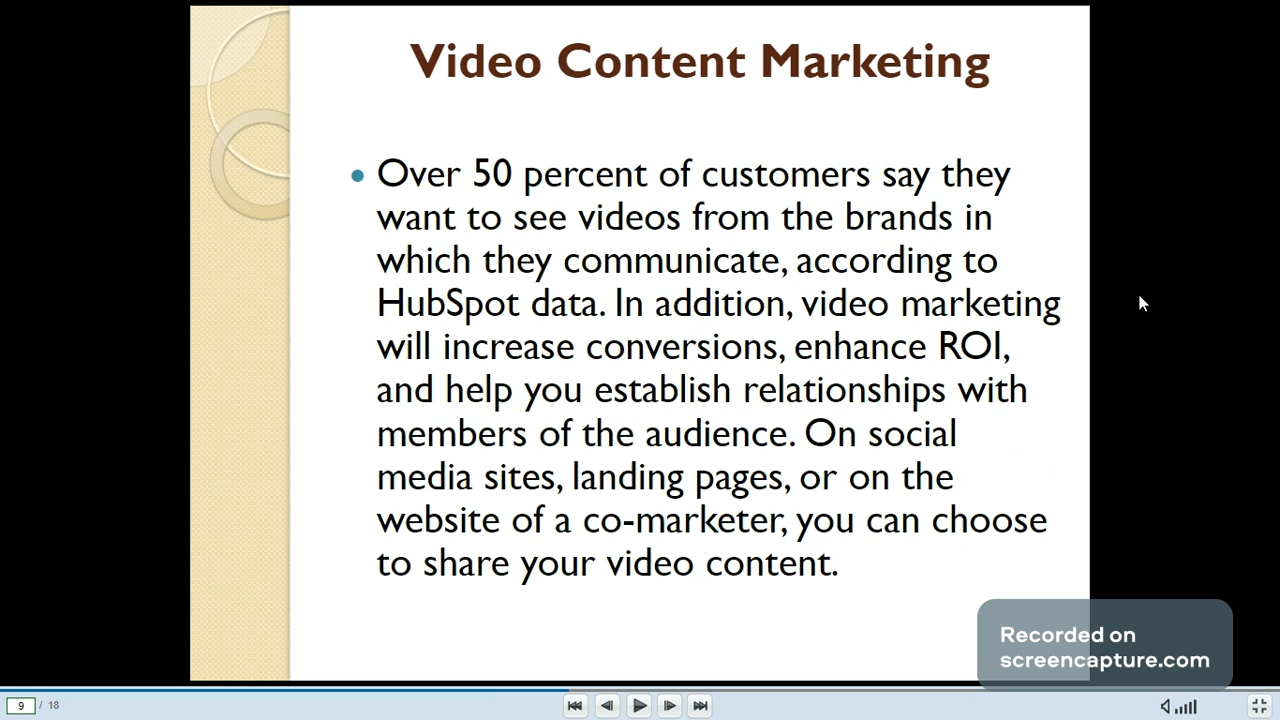 Video Content Marketing
Over 50 percent of customers say they
want to see videos from the brands in
which they communicate, according to
HubSpot data. In addition, video marketing
will increase conversions, enhance ROI,
and help you establish relationships with
members of the audience. On social
media sites, landing pages, or on the
website of a co-marketer, you can choose
to share your video content.
Recorded on
screencapture.com
9 / 18